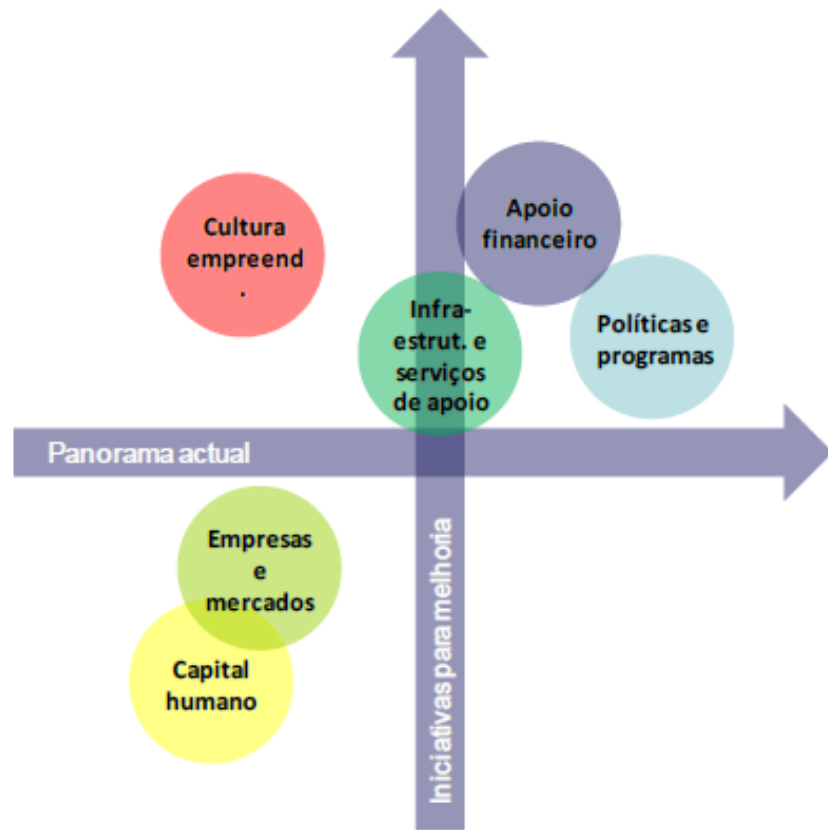 Cultura
empreend
.
Apoio
financeiro
Infra-
estrut. e
serviços
de apoio
Políticas e
programas
Panorama actual
Empresas
e
mercados
Capital
humano
Iniciativas para melhoria